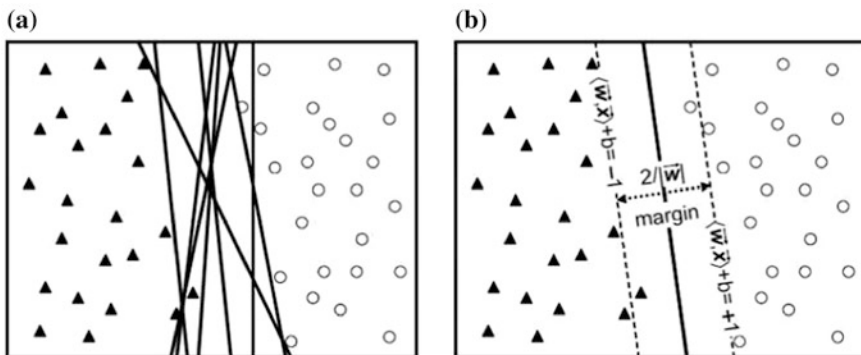 (a)
(b)
⟨w⃗,x⃗⟩+b=−1
2/|w⃗|
margin
⟨w⃗,x⃗⟩+b=+1